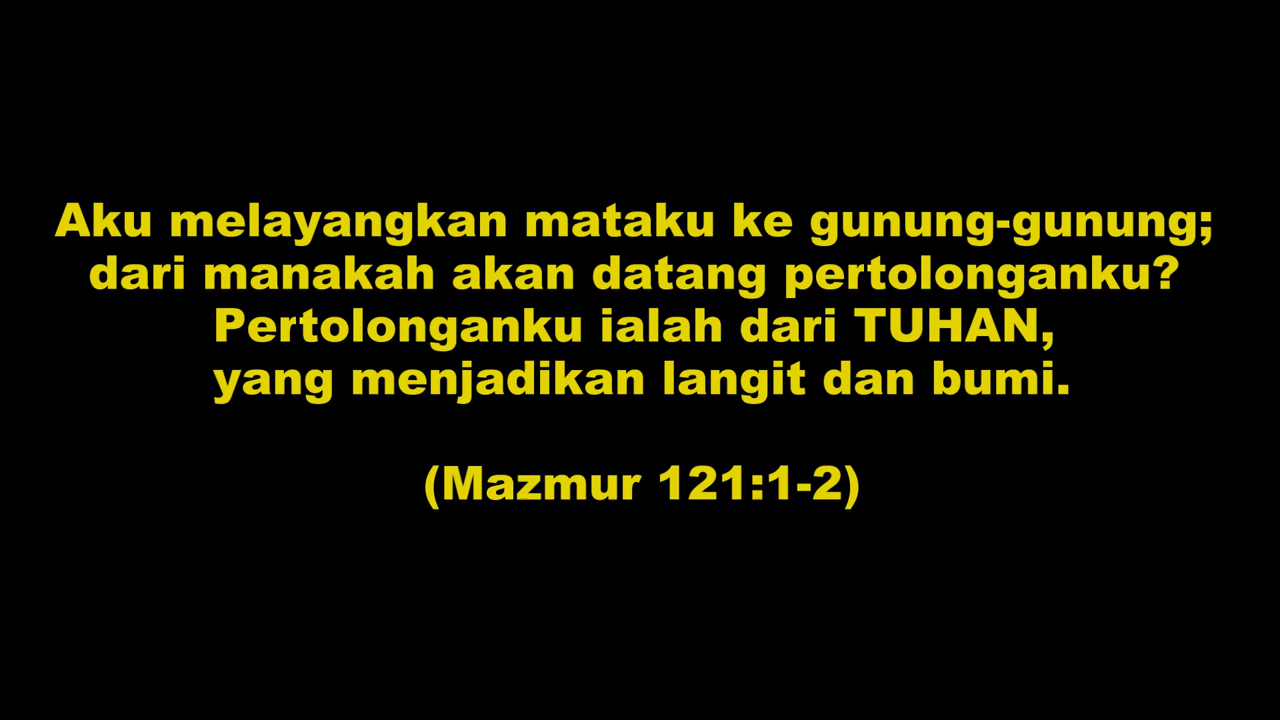 Aku melayangkan mataku ke gunung-gunung;
dari manakah akan datang pertolonganku?
Pertolonganku ialah dari TUHAN,
yang menjadikan langit dan bumi.
(Mazmur 121:1-2)